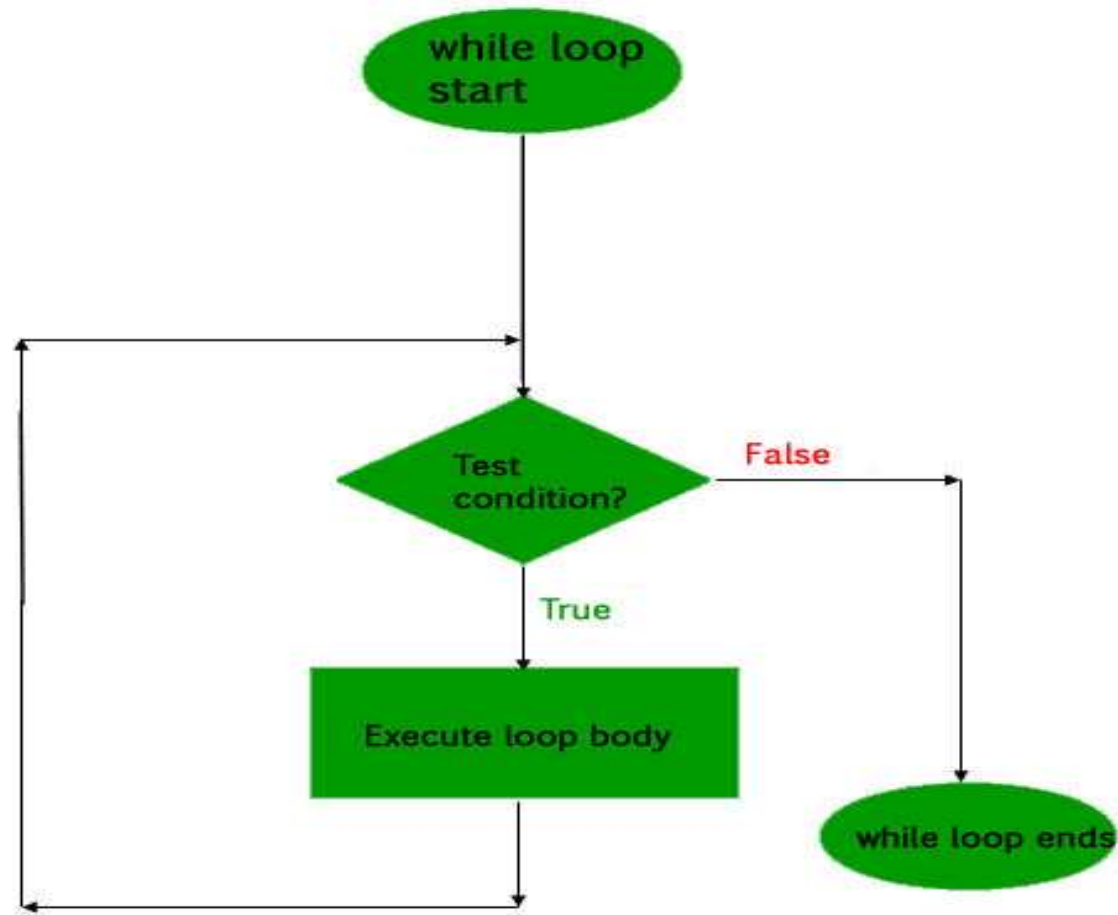 while loop
start
Test
condition?
False
True
Execute loop body
while loop ends